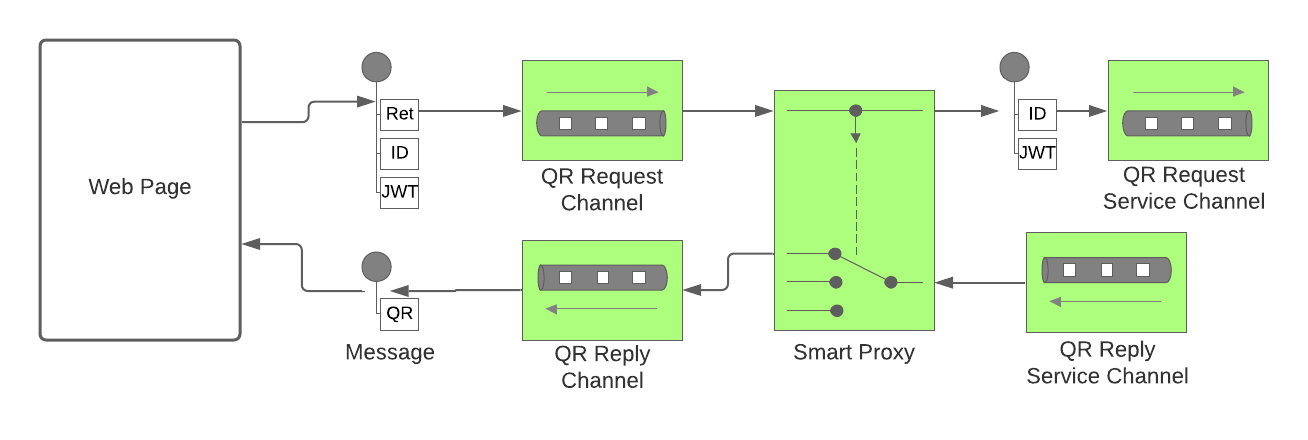 Web Page
Ret
ID
JWT
QR Request
Channel
ID
JWT
QR Request
Service Channel
QR
Message
QR Reply
Channel
Smart Proxy
QR Reply
Service Channel